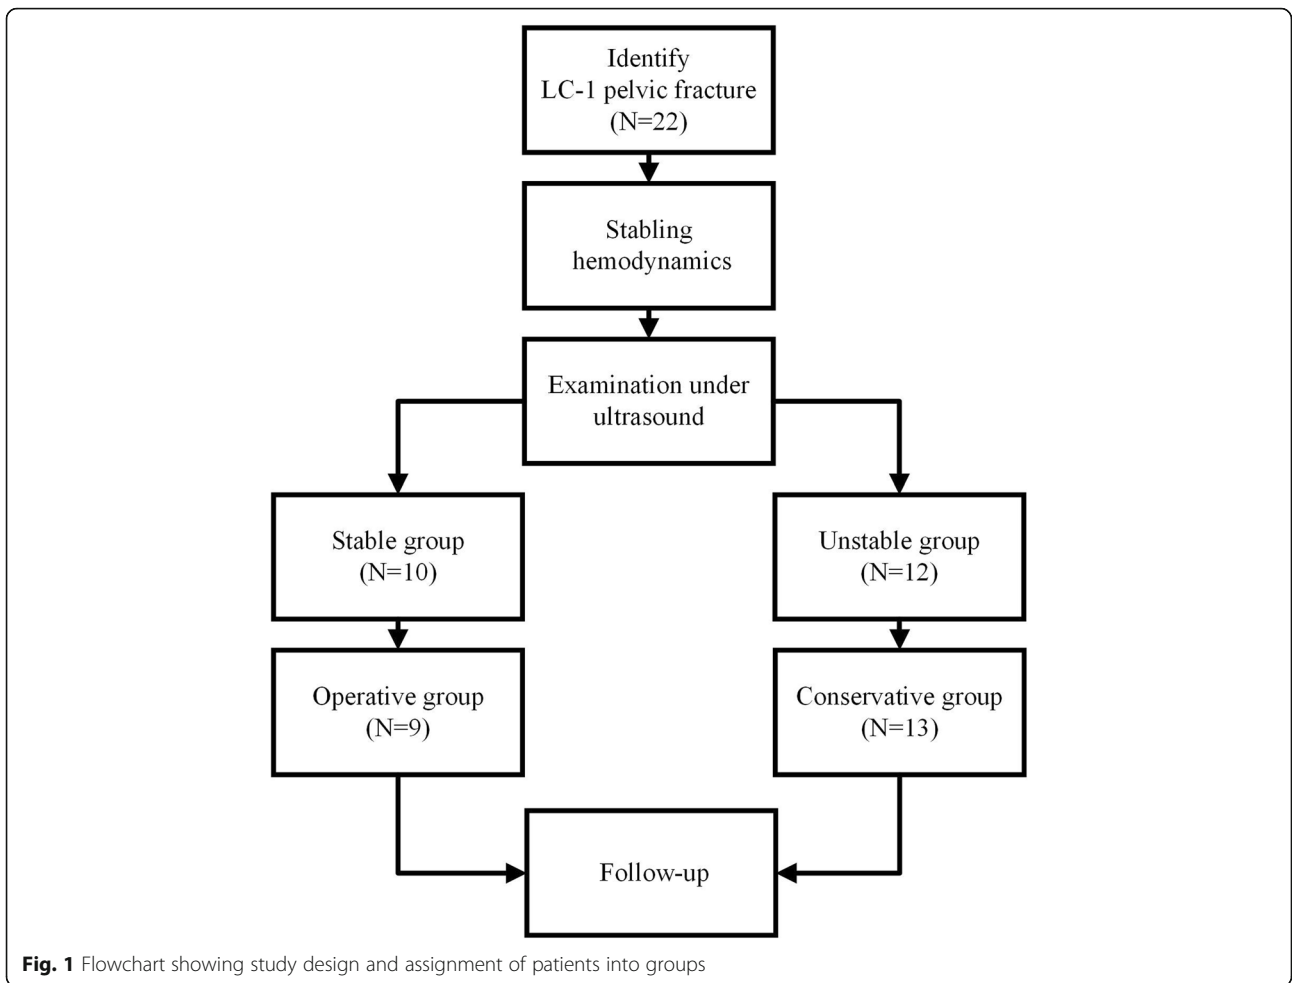 Identify
LC-1 pelvic fracture
(N=22)
Stabling
hemodynamics
Examination under
ultrasound
Stable group
(N=10)
Unstable group
(N=12)
Operative group
(N=9)
Conservative group
(N=13)
Follow-up
Fig. 1 Flowchart showing study design and assignment of patients into groups